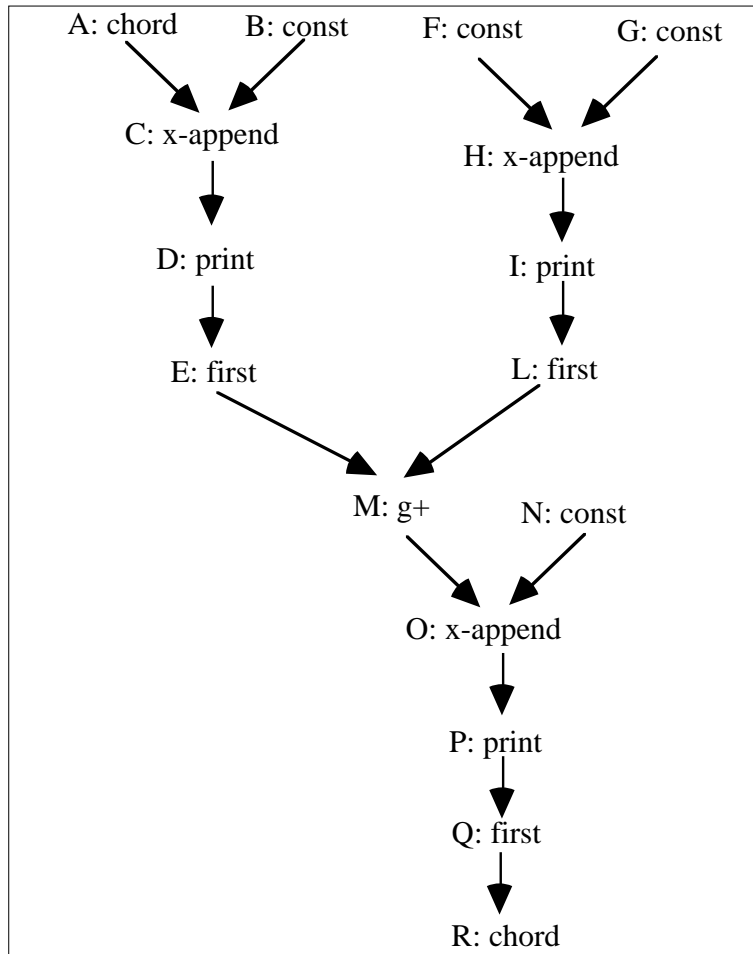 A: chord
B: const
F: const
G: const
C: x-append
H: x-append
D: print
I: print
E: first
L: first
M: g+
N: const
O: x-append
P: print
Q: first
R: chord